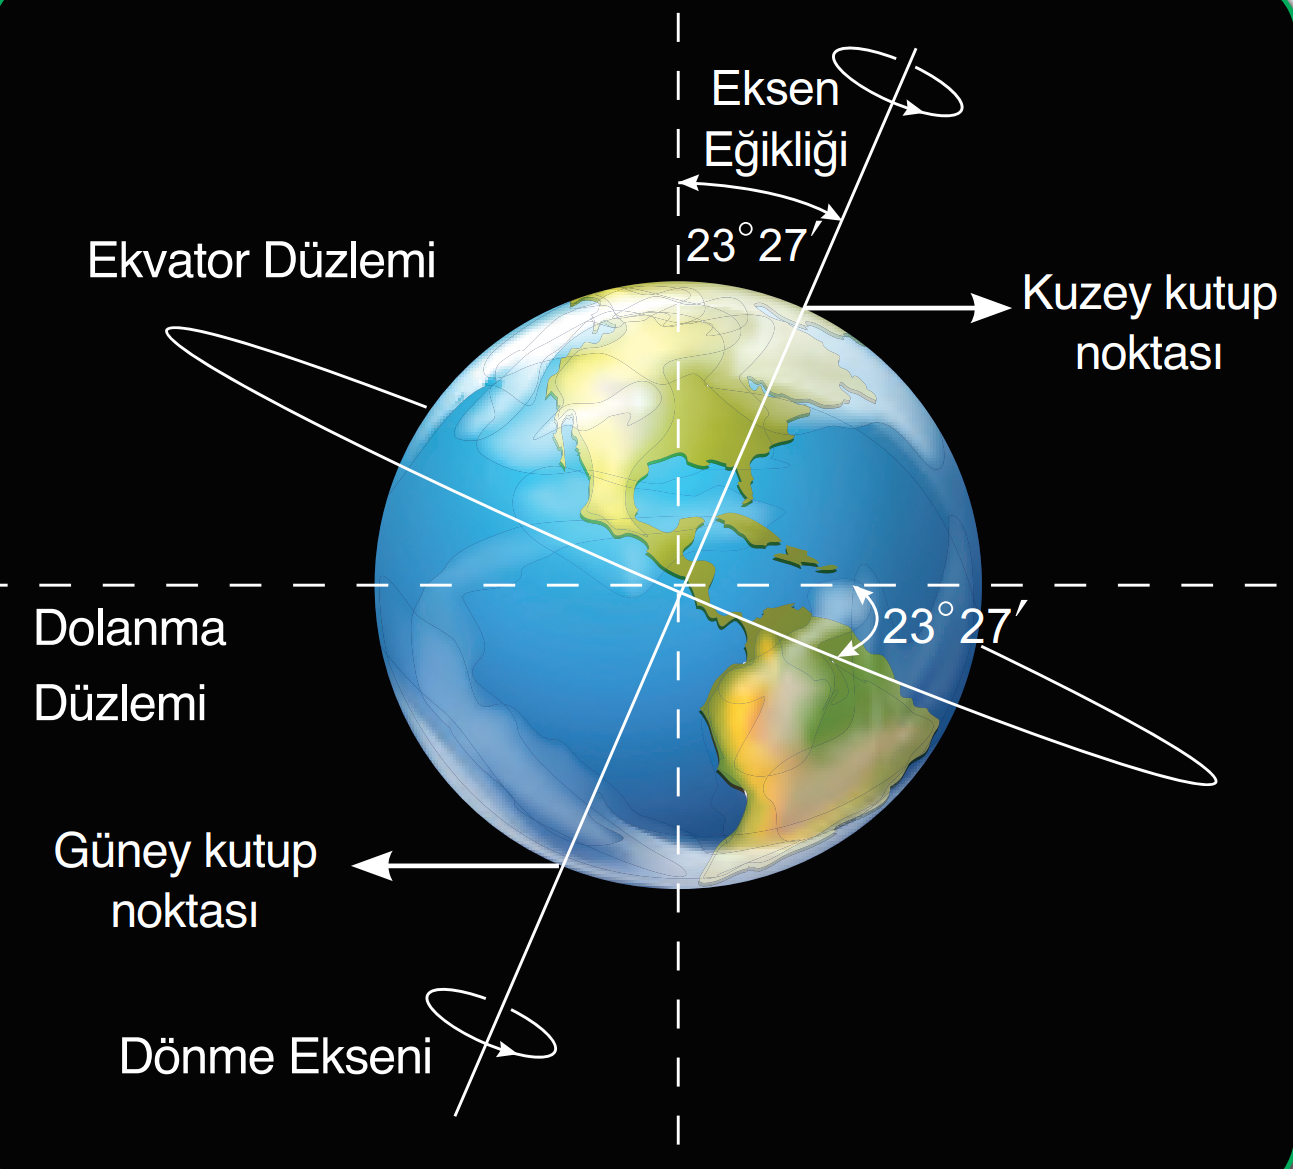 Eksen
Eğikliği
23°27′
Ekvator Düzlemi
Kuzey kutup
noktası
Dolanma
Düzlemi
23°27′
Güney kutup
noktası
Dönme Ekseni